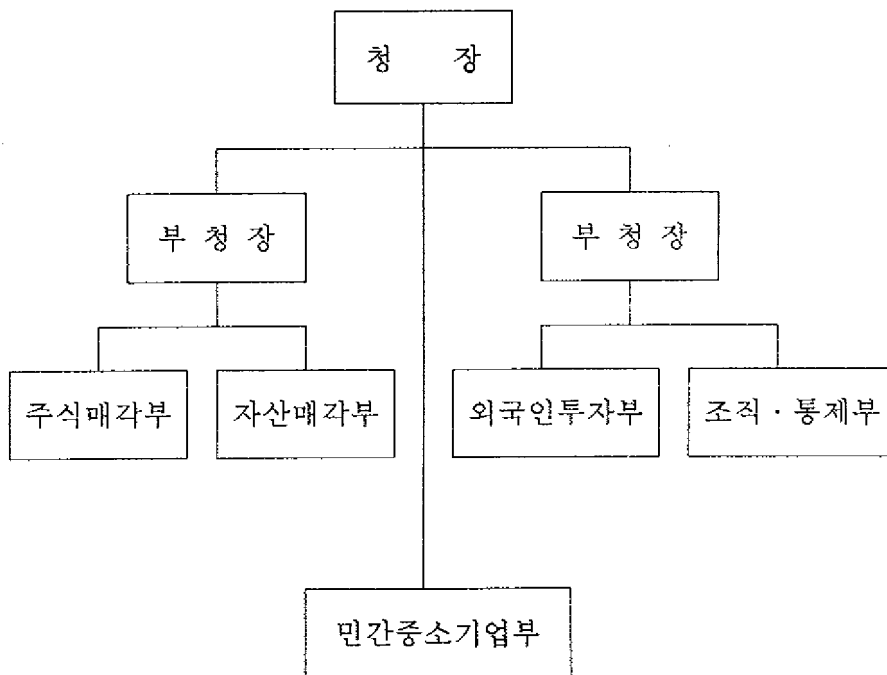 청 장
부 청 장
부 청 장
주식매각부
자산매각부
외국인투자부
조직 · 통제부
민간중소기업부